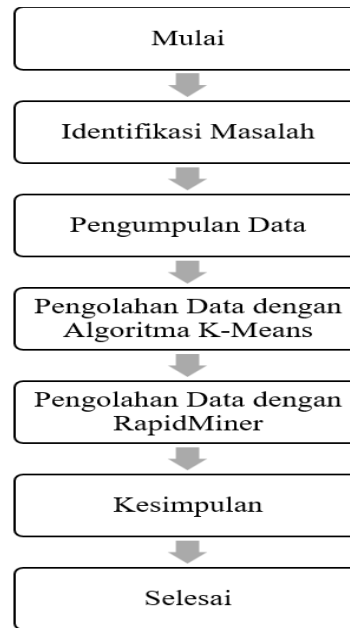 Mulai
Identifikasi Masalah
Pengumpulan Data
Pengolahan Data dengan
Algoritma K-Means
Pengolahan Data dengan
RapidMiner
Kesimpulan
Selesai